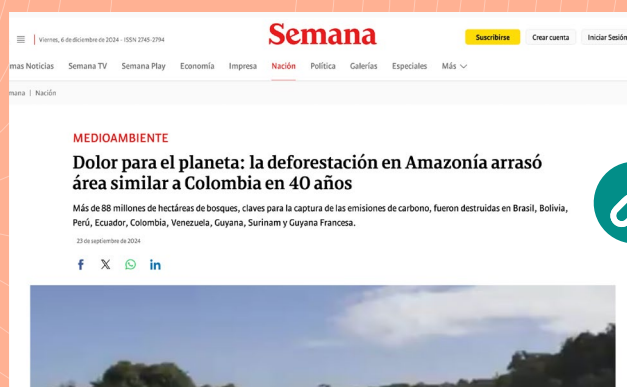 Viernes, 6 de diciembre de 2024 - ISSN 2745-2794
Semana
Suscribirse
Crear cuenta
Iniciar Sesión
mas Noticias Semana TV Semana Play Economía Impresa Nación Política Galerías Especiales Más
mana | Nación
MEDIOAMBIENTE
Dolor para el planeta: la deforestación en Amazonía arrasó
área similar a Colombia en 40 años
Más de 88 millones de hectáreas de bosques, claves para la captura de las emisiones de carbono, fueron destruidas en Brasil, Bolivia,
Perú, Ecuador, Colombia, Venezuela, Guyana, Surinam y Guyana Francesa.
23 de septiembre de 2024